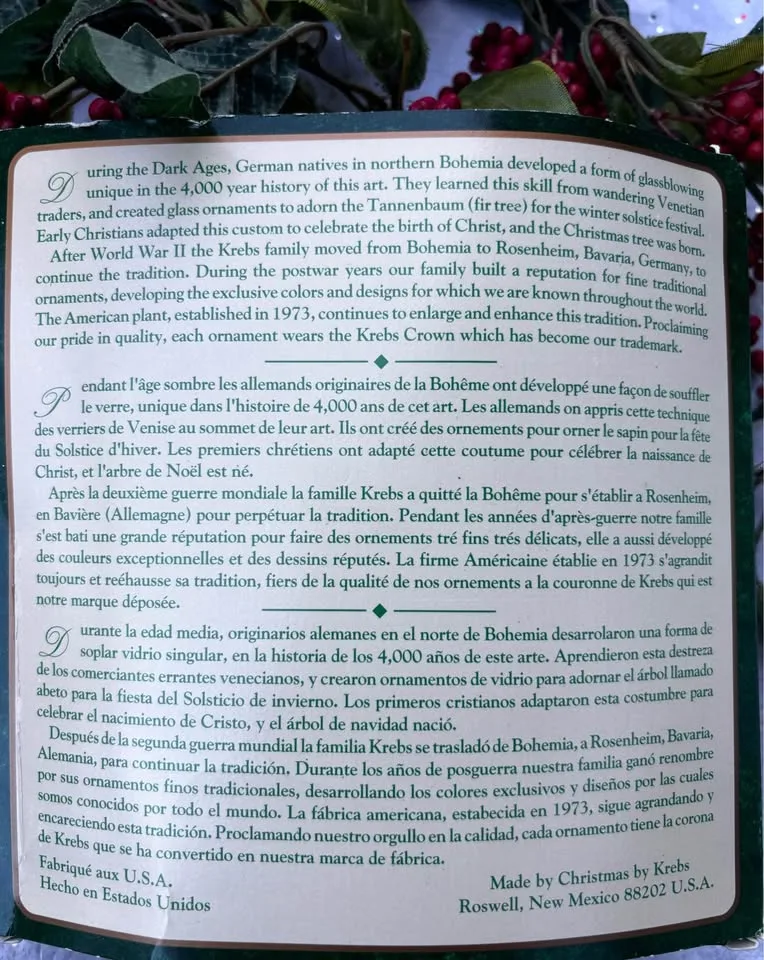 During the Dark Ages, German natives in northern Bohemia developed a form of glassblowing
unique in the 4,000 year history of this art. They learned this skill from wandering Venetian
traders, and created glass ornaments to adorn the Tannenbaum (fir tree) for the winter solstice festival.
Early Christians adapted this custom to celebrate the birth of Christ, and the Christmas tree was born.
After World War II the Krebs family moved from Bohemia to Rosenheim, Bavaria, Germany, to
continue the tradition. During the postwar years our family built a reputation for fine traditional
ornaments, developing the exclusive colors and designs for which we are known throughout the world.
The American plant, established in 1973, continues to enlarge and enhance this tradition. Proclaiming
our pride in quality, each ornament wears the Krebs Crown which has become our trademark.
Pendant l'âge sombre les allemands originaires de la Bohême ont développé une façon de souffler
le verre, unique dans l'histoire de 4,000 ans de cet art. Les allemands on appris cette technique
des verriers de Venise au sommet de leur art. Ils ont créé des ornements pour orner le sapin pour la fête
du Solstice d'hiver. Les premiers chrétiens ont adapté cette coutume pour célébrer la naissance de
Christ, et l'arbre de Noël est né.
Après la deuxième guerre mondiale la famille Krebs a quitté la Bohême pour s'établir a Rosenheim,
en Bavière (Allemagne) pour perpétuar la tradition. Pendant les années d'après-guerre notre famille
s'est bati une grande réputation pour faire des ornements tré fins trés délicats, elle a aussi développé
des couleurs exceptionnelles et des dessins réputés. La firme Américaine établie en 1973 s'agrandit
toujours et reéhausse sa tradition, fiers de la qualité de nos ornements a la couronne de Krebs qui est
notre marque déposée.
Durante la edad media, originarios alemanes en el norte de Bohemia desarrolaron una forma de
soplar vidrio singular, en la historia de los 4,000 años de este arte. Aprendieron esta destreza
de los comerciantes errantes venecianos, y crearon ornamentos de vidrio para adornar el árbol llamado
abeto para la fiesta del Solsticio de invierno. Los primeros cristianos adaptaron esta costumbre para
celebrar el nacimiento de Cristo, y el árbol de navidad nació.
Después de la segunda guerra mundial la familia Krebs se trasladó de Bohemia, a Rosenheim, Bavaria,
Alemania, para continuar la tradición. Durante los años de posguerra nuestra familia ganó renombre
por sus ornamentos finos tradicionales, desarrollando los colores exclusivos y diseños por las cuales
somos conocidos por todo el mundo. La fábrica americana, estabecida en 1973, sigue agrandando y
encareciendo esta tradición. Proclamando nuestro orgullo en la calidad, cada ornamento tiene la corona
de Krebs que se ha convertido en nuestra marca de fábrica.
Fabriqué aux U.S.A.
Hecho en Estados Unidos
Made by Christmas by Krebs
Roswell, New Mexico 88202 U.S.A.